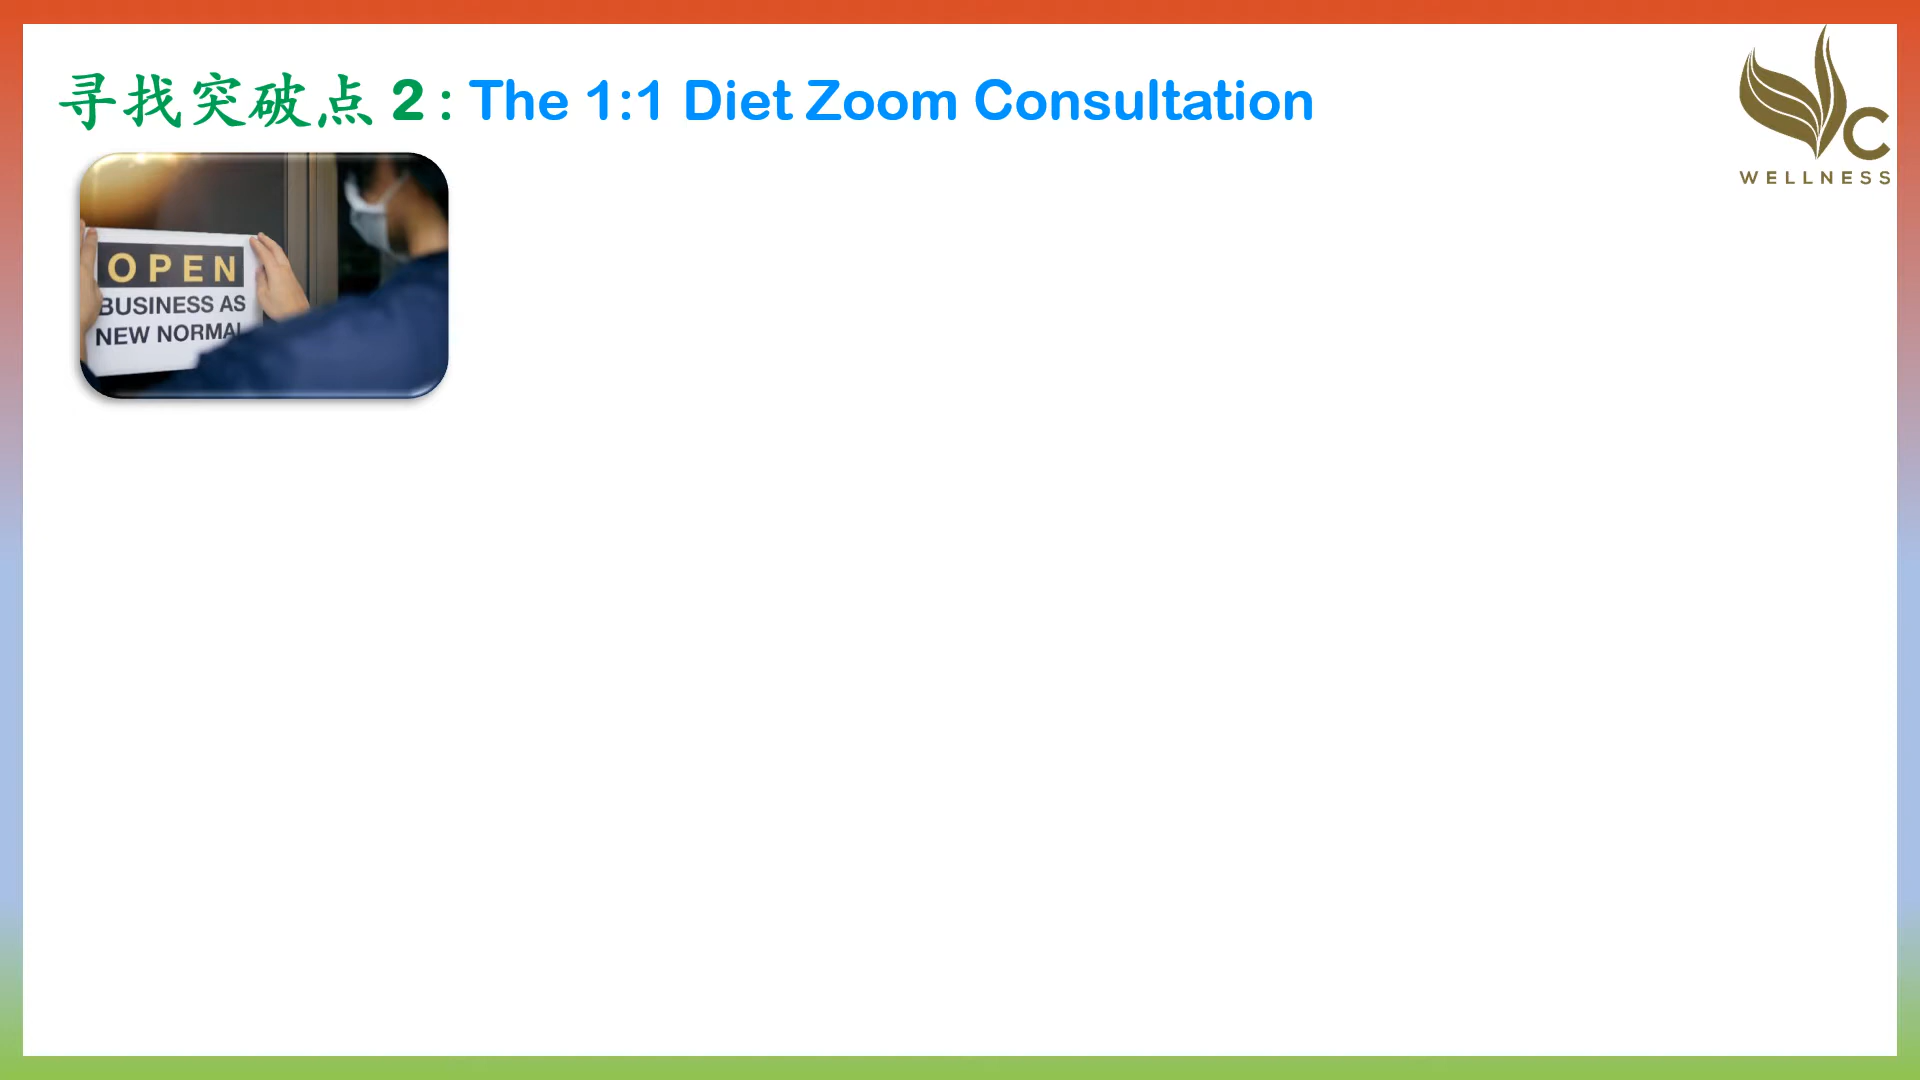 寻找突破点 2 : The 1:1 Diet Zoom Consultation
C
WELLNESS
OPEN
BUSINESS AS
NEW NORMAL